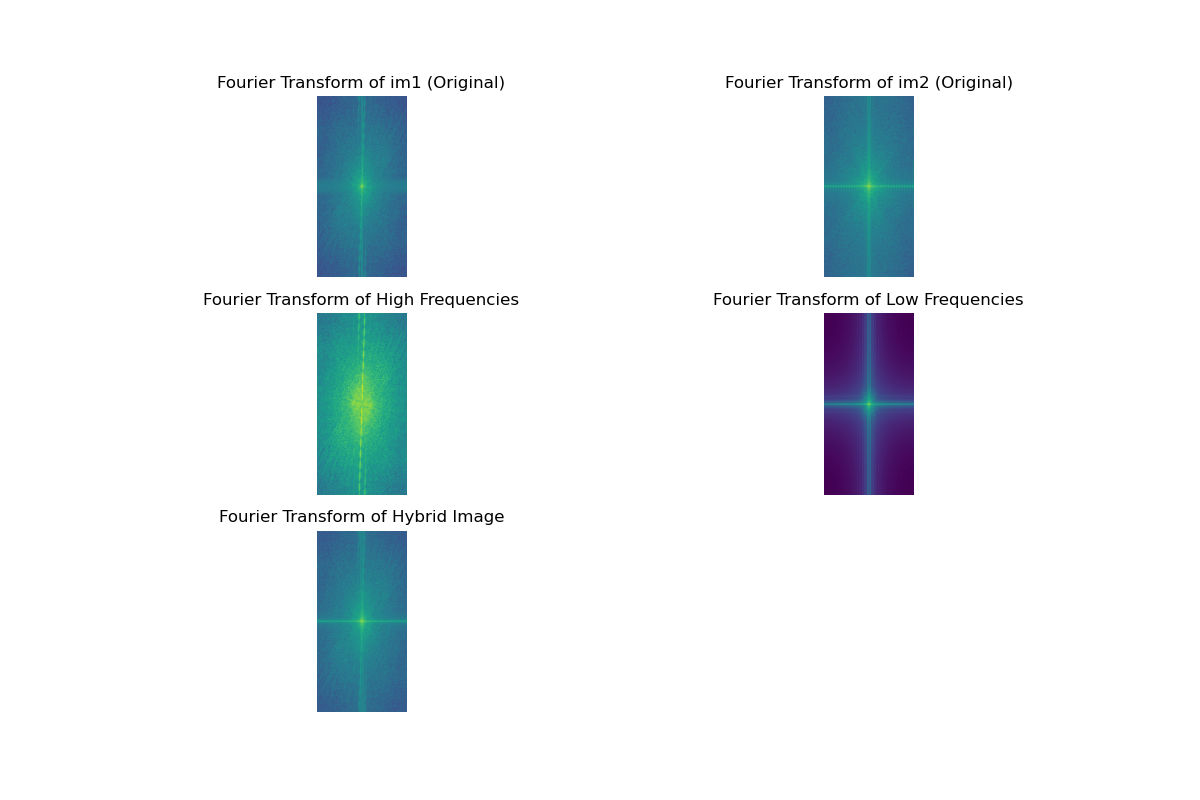 Fourier Transform of im1 (Original)
Fourier Transform of im2 (Original)
Fourier Transform of High Frequencies
Fourier Transform of Low Frequencies
Fourier Transform of Hybrid Image